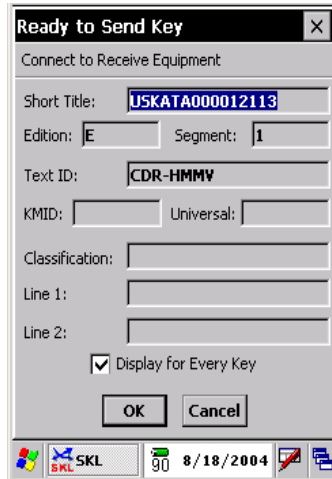 Ready to Send Key
Connect to Receive Equipment
Short Title: USKATA000012113
Edition: E Segment: 1
Text ID: CDR-HMMV
KMID: Universal:
Classification:
Line 1:
Line 2:
Display for Every Key
OK Cancel
SKL SKL 90 8/18/2004